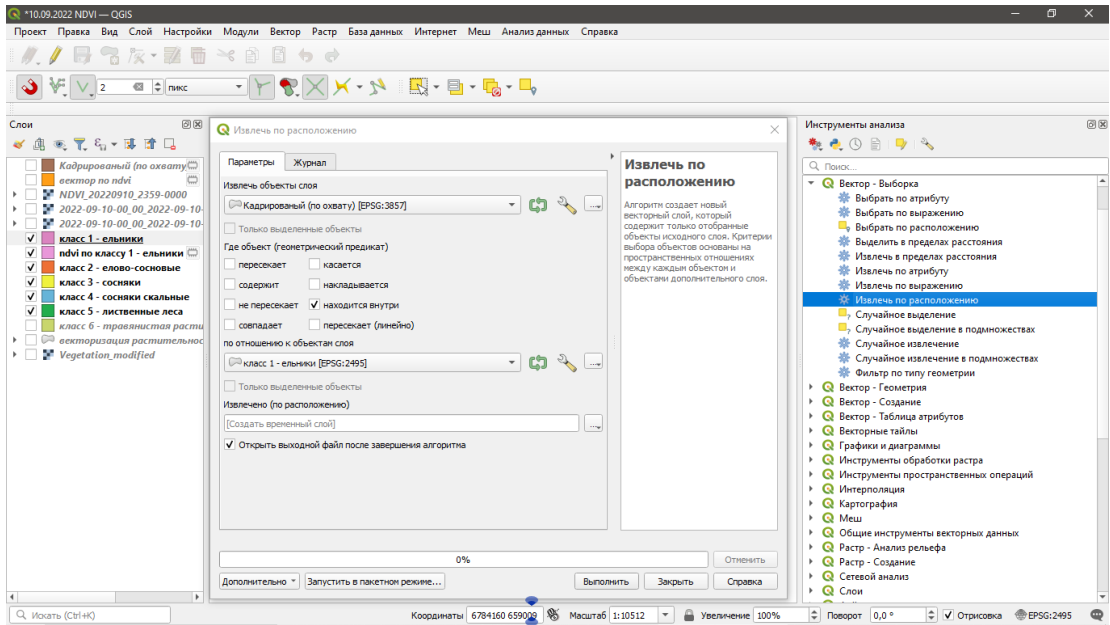 *10.09.2022 NDVI — QGIS
Проект Правка Вид Слой Настройки Модули Вектор Растр База данных Интернет Меш Анализ данных Справка
2 пикс
Слои
Кадрированый (по охвату)
вектор по ndvi
NDVI_20220910_2359-0000
2022-09-10-00_00_2022-09-10-
2022-09-10-00_00_2022-09-10-
класс 1 - ельники
ndvi по классу 1 - ельники
класс 2 - елово-сосновые
класс 3 - сосняки
класс 4 - сосняки скальные
класс 5 - лиственные леса
класс 6 - травянистая расти
векторизация растительнос
Vegetation_modified
Извлечь по расположению
Параметры Журнал
Извлечь объекты слоя
Кадрированый (по охвату) [EPSG:3857]
Только выделенные объекты
Где объект (геометрический предикат)
пересекает касается
содержит накладывается
не пересекает находится внутри
совпадает пересекает (линейно)
по отношению к объектам слоя
класс 1 - ельники [EPSG:2495]
Только выделенные объекты
Извлечено (по расположению)
[Создать временный слой]
Открыть выходной файл после завершения алгоритма
Извлечь по
расположению
Алгоритм создает новый
векторный слой, который
содержит только отобранные
объекты исходного слоя. Критерии
выбора объектов основаны на
пространственных отношениях
между каждым объектом и
объектами дополнительного слоя.
0% Отменить
Дополнительно Запустить в пакетном режиме... Выполнить Закрыть Справка
Инструменты анализа
Поиск...
Вектор - Выборка
Выбрать по атрибуту
Выбрать по выражению
Выбрать по расположению
Выделить в пределах расстояния
Извлечь в пределах расстояния
Извлечь по атрибуту
Извлечь по выражению
Извлечь по расположению
Случайное выделение
Случайное выделение в подмножествах
Случайное извлечение
Случайное извлечение в подмножествах
Фильтр по типу геометрии
Вектор - Геометрия
Вектор - Создание
Вектор - Таблица атрибутов
Векторные тайлы
Графики и диаграммы
Инструменты обработки растра
Инструменты пространственных операций
Интерполяция
Картография
Меш
Общие инструменты векторных данных
Растр - Анализ рельефа
Растр - Создание
Сетевой анализ
Слои
Искать (Ctrl+K) Координаты 6784160 659009 Масштаб 1:10512 Увеличение 100% Поворот 0,0 ° Отрисовка EPSG:2495